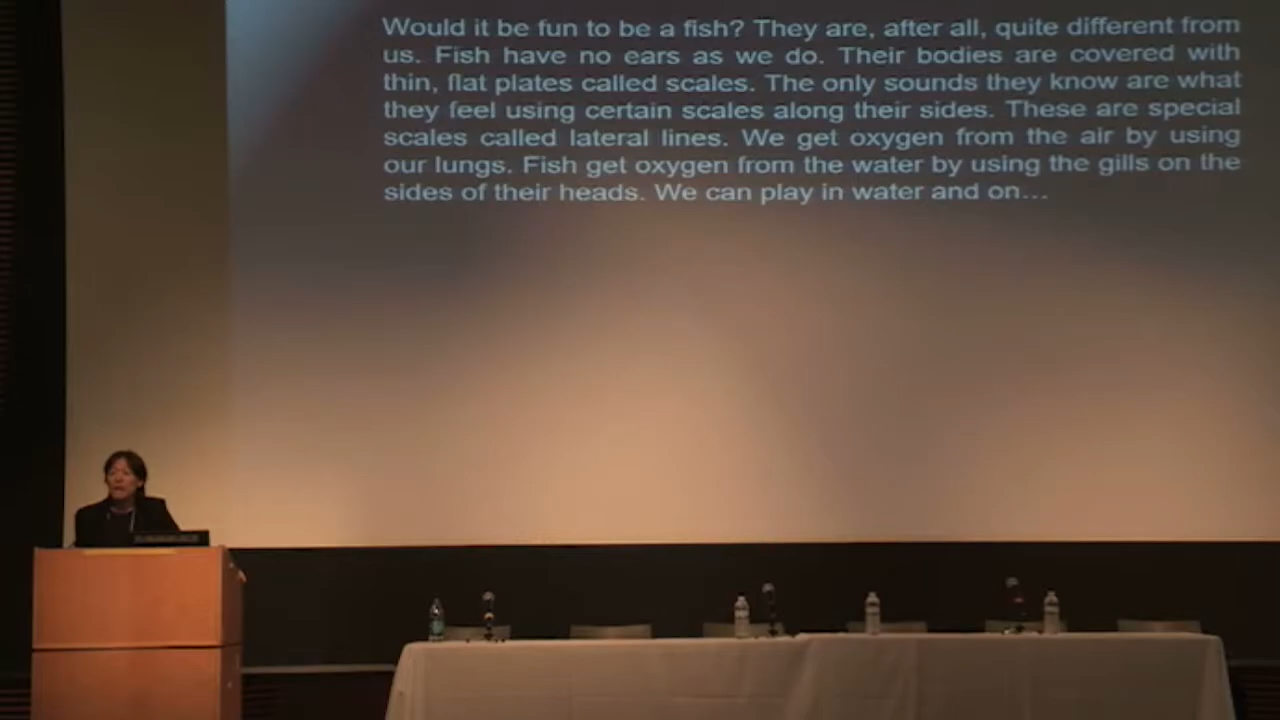 Would it be fun to be a fish? They are, after all, quite different from
us. Fish have no ears as we do. Their bodies are covered with
thin, flat plates called scales. The only sounds they know are what
they feel using certain scales along their sides. These are special
scales called lateral lines. We get oxygen from the air by using
our lungs. Fish get oxygen from the water by using the gills on the
sides of their heads. We can play in water and on…